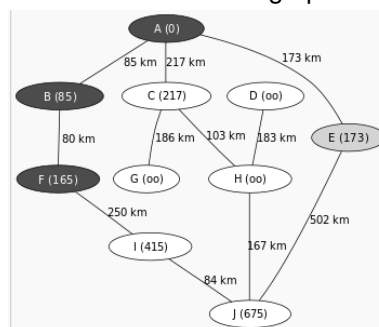 A (0)
85 km
217 km
173 km
B (85)
C (217)
D (oo)
80 km
186 km
103 km
183 km
E (173)
F (165)
G (oo)
H (oo)
250 km
502 km
I (415)
167 km
84 km
J (675)